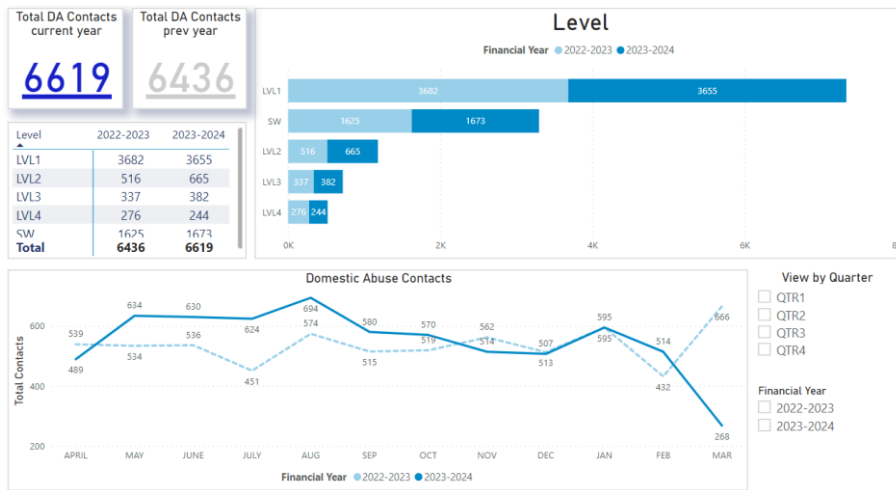 Total DA Contacts
current year
6619
Total DA Contacts
prev year
6436
Level
Financial Year 2022-2023 2023-2024
LVL1 3682 3655
SW 1625 1673
LVL2 516 665
LVL3 337 382
LVL4 276 244
0K 2K 4K 6K 8
Level 2022-2023 2023-2024
LVL1 3682 3655
LVL2 516 665
LVL3 337 382
LVL4 276 244
SW 1625 1673
Total 6436 6619
Domestic Abuse Contacts
Total Contacts
600
400
200
634 630 624 694 580 570 562 507 595 514 666
539 536 574 519 514 595
489 534 451 515 513 432 268
APRIL MAY JUNE JULY AUG SEP OCT NOV DEC JAN FEB MAR
Financial Year 2022-2023 2023-2024
View by Quarter
QTR1
QTR2
QTR3
QTR4
Financial Year
2022-2023
2023-2024